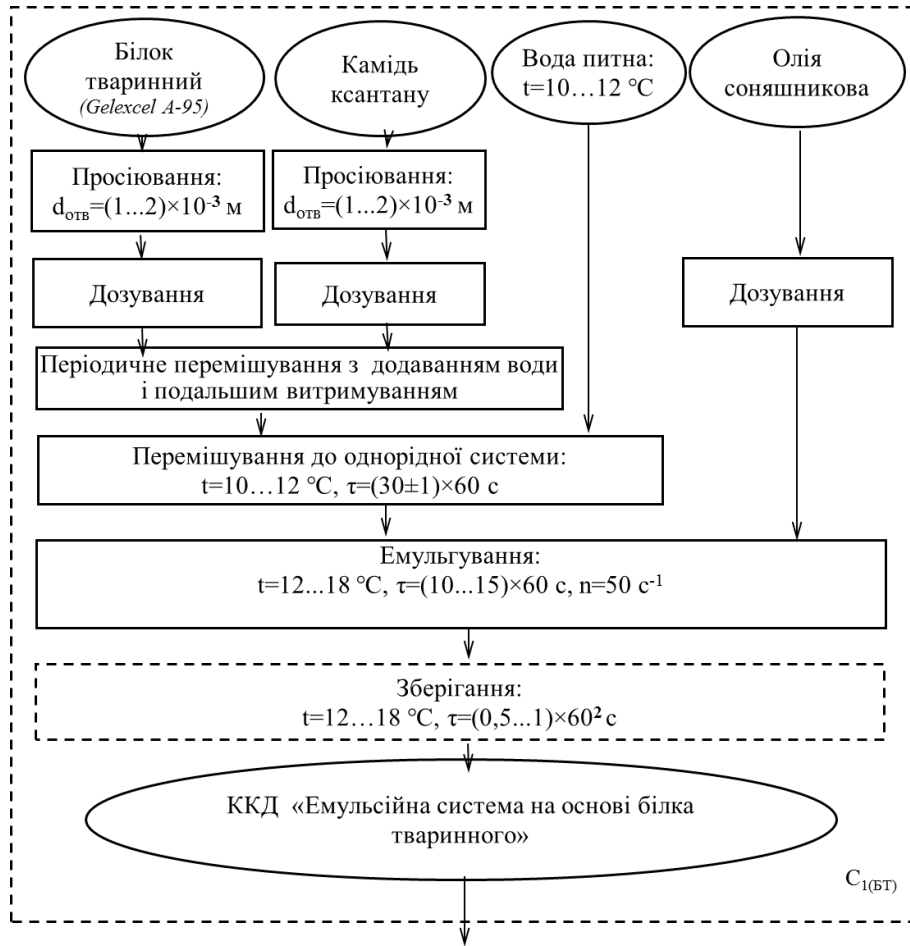 Білок
тваринний
(Gelexcel A-95)
Камідь
ксантану
Вода питна:
t=10…12 °С
Олія
соняшникова
Просіювання:
dотв=(1...2)×10⁻³ м
Просіювання:
dотв=(1...2)×10⁻³ м
Дозування
Дозування
Дозування
Періодичне перемішування з додаванням води
і подальшим витримуванням
Перемішування до однорідної системи:
t=10…12 °С, τ=(30±1)×60 с
Емульгування:
t=12...18 °С, τ=(10...15)×60 с, n=50 с⁻¹
Зберігання:
t=12…18 °С, τ=(0,5...1)×60² с
ККД «Емульсійна система на основі білка
тваринного»
С1(БТ)